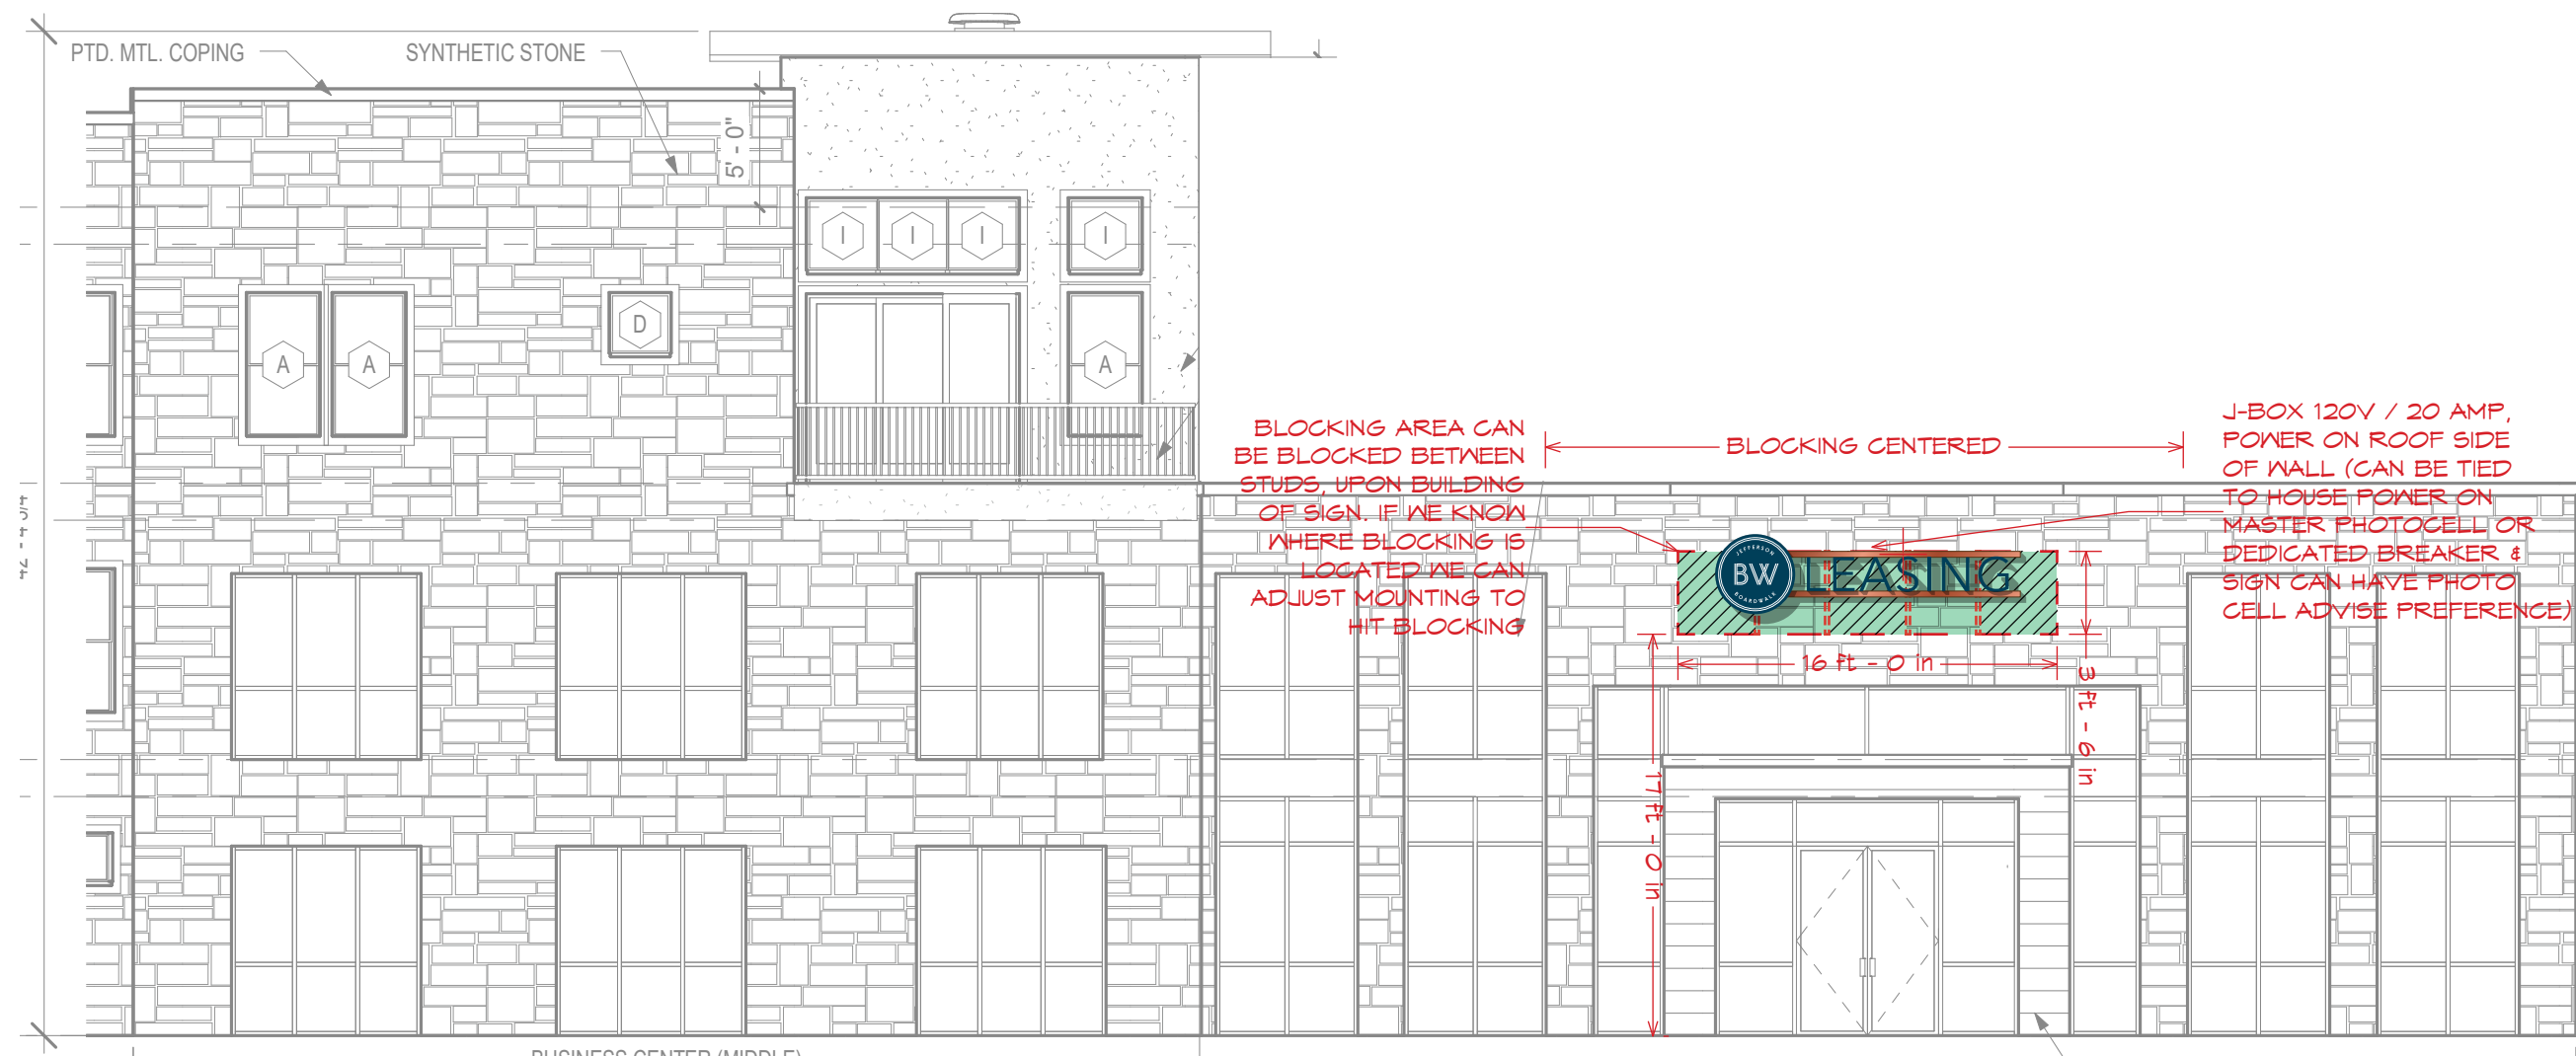 PTD. MTL. COPING
SYNTHETIC STONE
5' - 0"
I
I
I
I
A
A
D
A
BLOCKING AREA CAN
BE BLOCKED BETWEEN
STUDS, UPON BUILDING
OF SIGN. IF WE KNOW
WHERE BLOCKING IS
LOCATED WE CAN
ADJUST MOUNTING TO
HIT BLOCKING
BLOCKING CENTERED
J-BOX 120V / 20 AMP,
POWER ON ROOF SIDE
OF WALL (CAN BE TIED
TO HOUSE POWER ON
MASTER PHOTOCELL OR
DEDICATED BREAKER &
SIGN CAN HAVE PHOTO
CELL ADVISE PREFERENCE)
JEFFERSON
BW
BOARDWALK
LEASING
16 ft - 0 in
3 ft - 6 in
17 ft - 0 in
BUSINESS CENTER (MIDDLE)